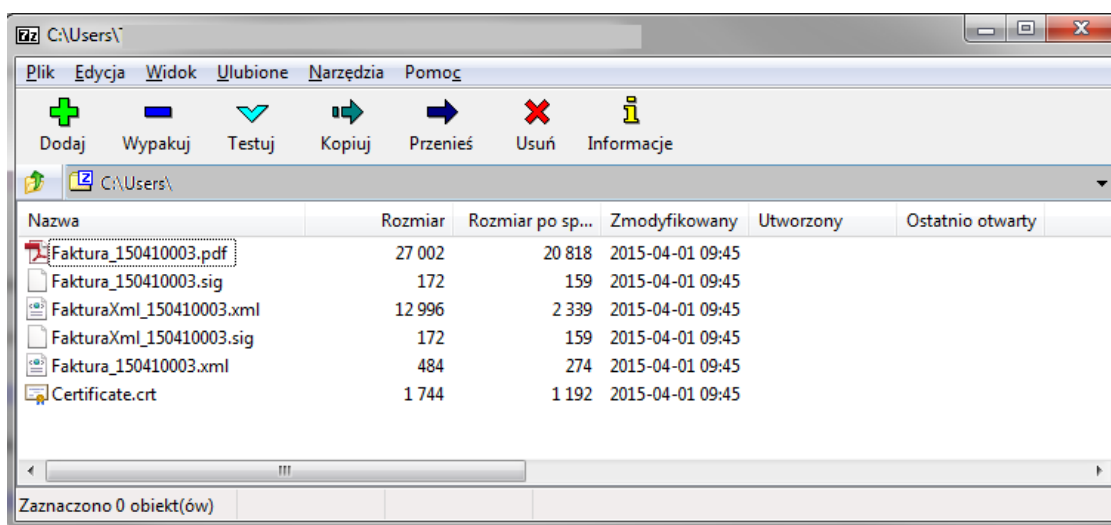 7z C:\Users\
Plik Edycja Widok Ulubione Narzędzia Pomoc
Dodaj Wypakuj Testuj Kopiuj Przenieś Usuń Informacje
C:\Users\
Nazwa Rozmiar Rozmiar po sp... Zmodyfikowany Utworzony Ostatnio otwarty
Faktura_150410003.pdf 27 002 20 818 2015-04-01 09:45
Faktura_150410003.sig 172 159 2015-04-01 09:45
FakturaXml_150410003.xml 12 996 2 339 2015-04-01 09:45
FakturaXml_150410003.sig 172 159 2015-04-01 09:45
Faktura_150410003.xml 484 274 2015-04-01 09:45
Certificate.crt 1 744 1 192 2015-04-01 09:45
Zaznaczono 0 obiekt(ów)